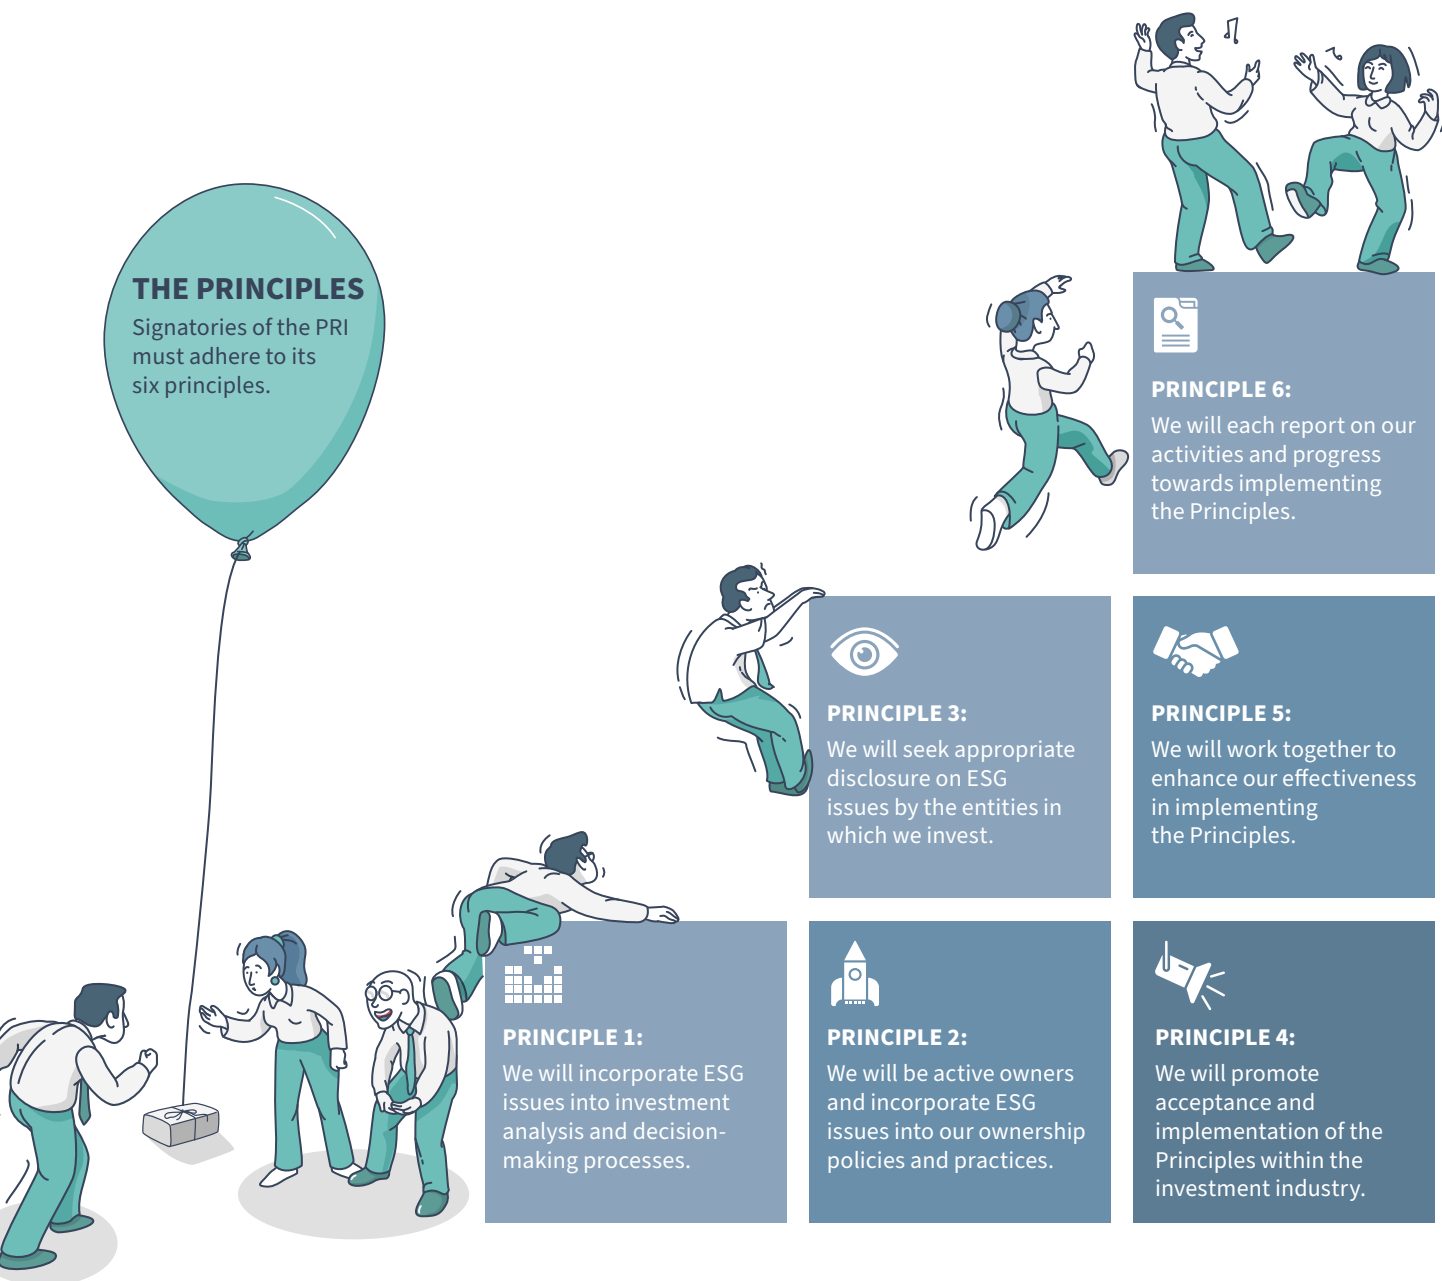 THE PRINCIPLES
Signatories of the PRI
must adhere to its
six principles.
PRINCIPLE 1:
We will incorporate ESG
issues into investment
analysis and decision-
making processes.
PRINCIPLE 2:
We will be active owners
and incorporate ESG
issues into our ownership
policies and practices.
PRINCIPLE 3:
We will seek appropriate
disclosure on ESG
issues by the entities in
which we invest.
PRINCIPLE 4:
We will promote
acceptance and
implementation of the
Principles within the
investment industry.
PRINCIPLE 5:
We will work together to
enhance our effectiveness
in implementing
the Principles.
PRINCIPLE 6:
We will each report on our
activities and progress
towards implementing
the Principles.